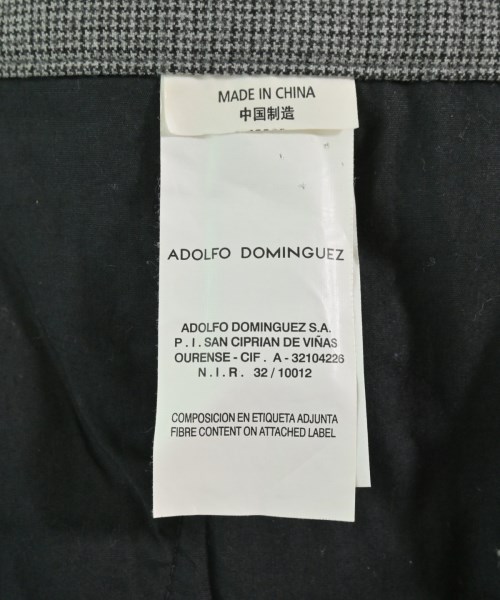 MADE IN CHINA
中国制造
ADOLFO DOMINGUEZ
ADOLFO DOMINGUEZ S.A.
P.I. SAN CIPRIAN DE VIÑAS
OURENSE - CIF. A - 32104226
N.I.R. 32 / 10012
COMPOSICION EN ETIQUETA ADJUNTA
FIBRE CONTENT ON ATTACHED LABEL